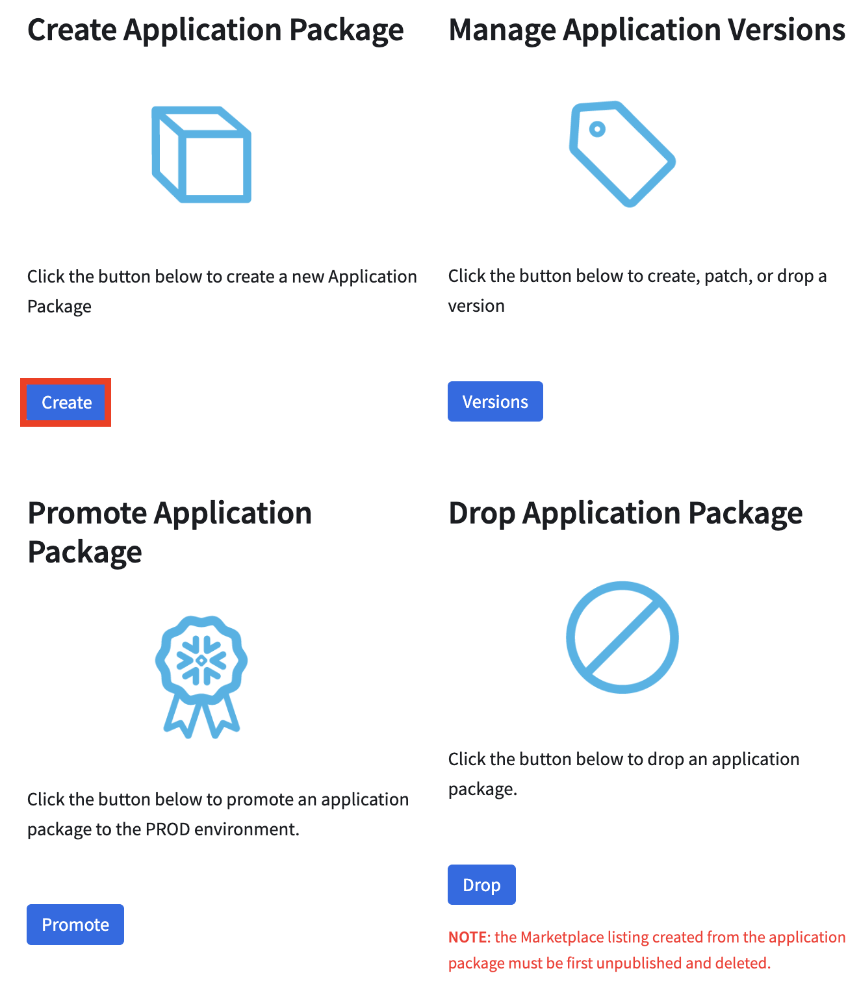 Create Application Package
Click the button below to create a new Application
Package
Create
Manage Application Versions
Click the button below to create, patch, or drop a
version
Versions
Promote Application
Package
Click the button below to promote an application
package to the PROD environment.
Promote
Drop Application Package
Click the button below to drop an application
package.
Drop
NOTE: the Marketplace listing created from the application
package must be first unpublished and deleted.